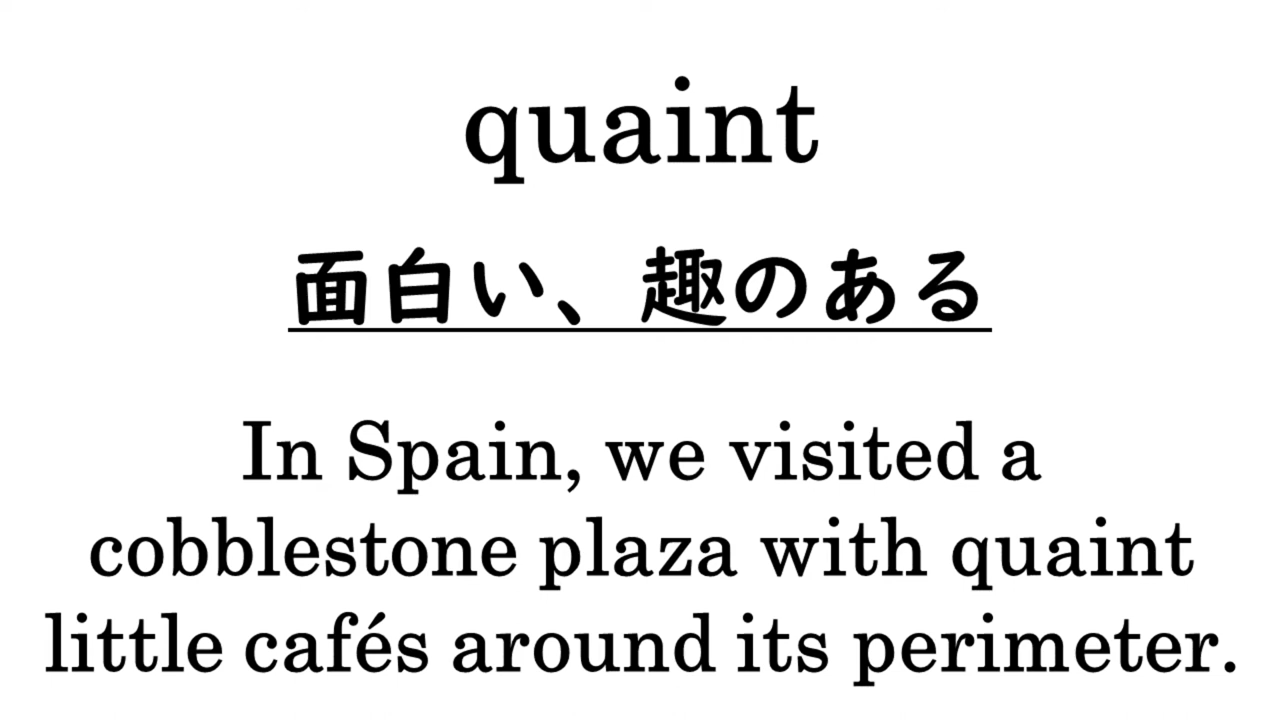 quaint
面白い、趣のある
In Spain, we visited a
cobblestone plaza with quaint
little cafés around its perimeter.